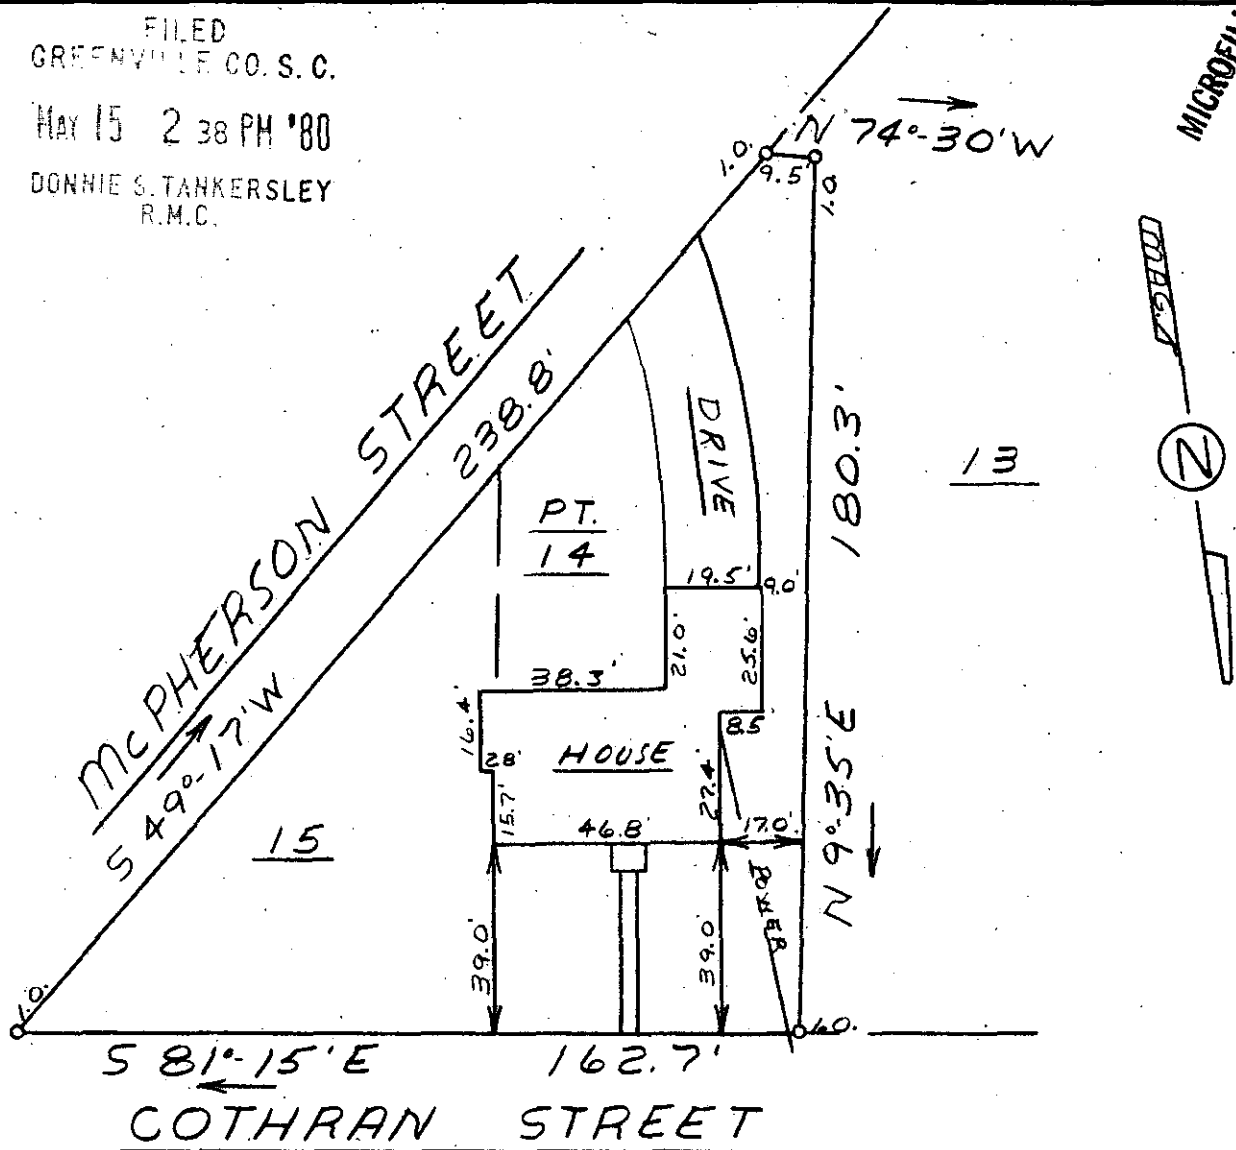 FILED
GREENVILLE CO. S. C.
MAY 15 2 38 PM '80
DONNIE S. TANKERSLEY
R.M.C.
N 74°-30'W
1.0.
9.5'
1.0.
MAG.
N
McPHERSON STREET
238.8'
S 49°-17'W
DRIVE
180.3'
13
PT.
14
19.5'
9.0'
21.0'
25.6'
38.3'
16.4'
8.5'
28'
HOUSE
27.4'
15.7'
46.8'
17.0'
N 9°-35'E
15
POWER
39.0'
39.0'
1.0.
1.0.
S 81°-15'E 162.7'
COTHRAN STREET